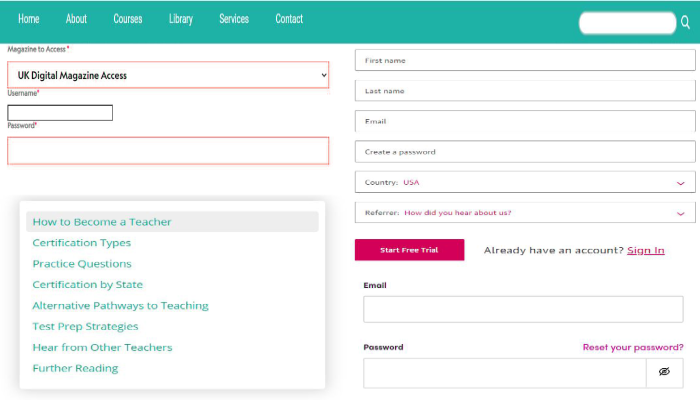 Home About Courses Library Services Contact
Magazine to Access*
UK Digital Magazine Access
Username*
Password*
How to Become a Teacher
Certification Types
Practice Questions
Certification by State
Alternative Pathways to Teaching
Test Prep Strategies
Hear from Other Teachers
Further Reading
First name
Last name
Email
Create a password
Country: USA
Referrer: How did you hear about us?
Start Free Trial Already have an account? Sign In
Email
Password Reset your password?